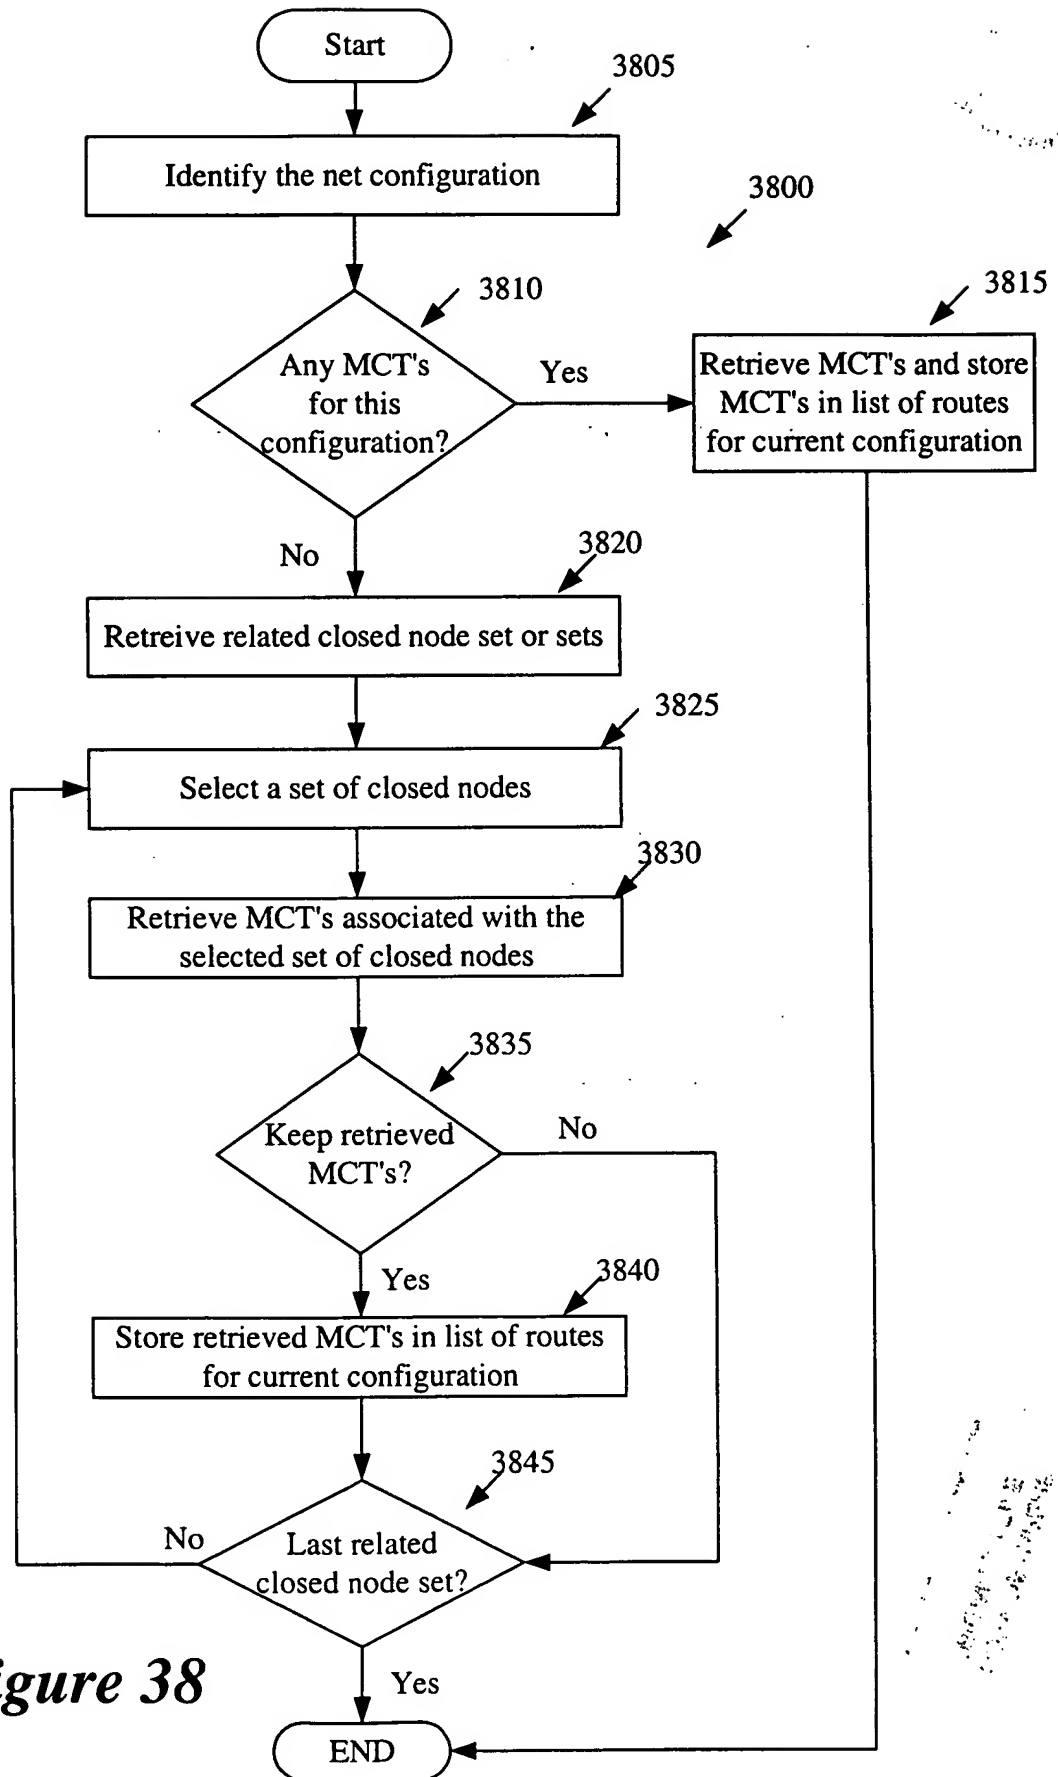 Start
3805
Identify the net configuration
3800
3810
3815
Any MCT's
for this
configuration?
Yes
Retrieve MCT's and store
MCT's in list of routes
for current configuration
No
3820
Retreive related closed node set or sets
3825
Select a set of closed nodes
3830
Retrieve MCT's associated with the
selected set of closed nodes
3835
Keep retrieved
MCT's?
No
Yes
3840
Store retrieved MCT's in list of routes
for current configuration
3845
No
Last related
closed node set?
igure 38
Yes
END